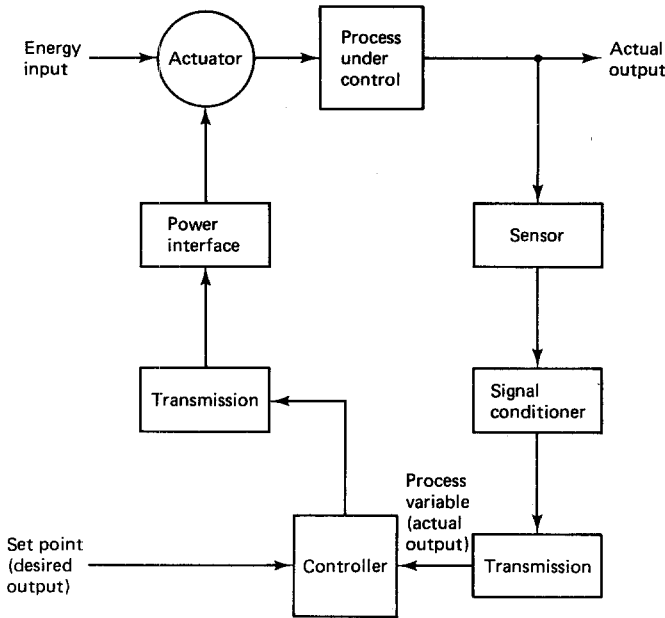 Energy
input
Actuator
Process
under
control
Actual
output
Power
interface
Sensor
Transmission
Signal
conditioner
Process
variable
(actual
output)
Set point
(desired
output)
Controller
Transmission